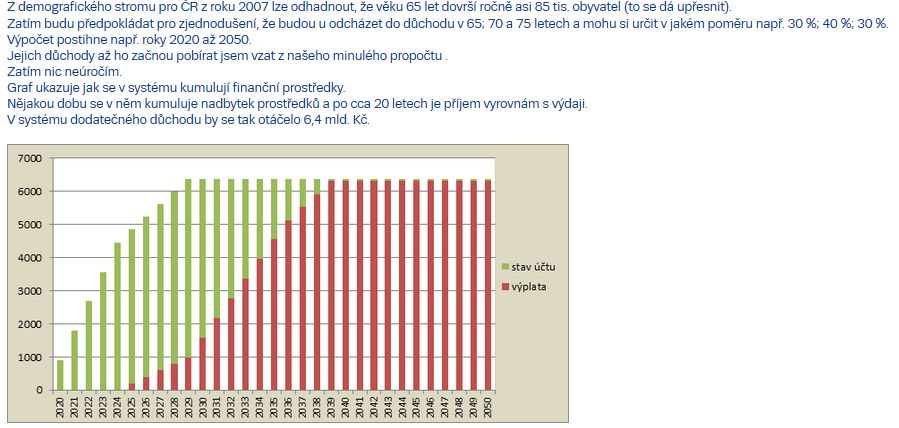 Z demografického stromu pro ČR z roku 2007 lze odhadnout, že věku 65 let dovrší ročně asi 85 tis. obyvatel (to se dá upřesnit).
Zatím budu předpokládat pro zjednodušení, že budou u odcházet do důchodu v 65; 70 a 75 letech a mohu si určit v jakém poměru např. 30 %; 40 %; 30 %.
Výpočet postihne např. roky 2020 až 2050.
Jejich důchody až ho začnou pobírat jsem vzat z našeho minulého propočtu .
Zatím nic neúročím.
Graf ukazuje jak se v systému kumulují finanční prostředky.
Nějakou dobu se v něm kumuluje nadbytek prostředků a po cca 20 letech je příjem vyrovnám s výdaji.
V systému dodatečného důchodu by se tak otáčelo 6,4 mld. Kč.
7000
6000
5000
4000
3000
2000
1000
0
stav účtu
výplata
2020 2021 2022 2023 2024 2025 2026 2027 2028 2029 2030 2031 2032 2033 2034 2035 2036 2037 2038 2039 2040 2041 2042 2043 2044 2045 2046 2047 2048 2049 2050